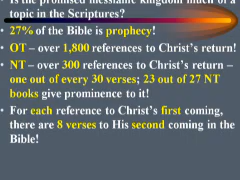 Is the promised messianic kingdom much of a
topic in the Scriptures?
• 27% of the Bible is prophecy!
• OT – over 1,800 references to Christ's return!
• NT – over 300 references to Christ's return –
one out of every 30 verses; 23 out of 27 NT
books give prominence to it!
• For each reference to Christ's first coming,
there are 8 verses to His second coming in the
Bible!